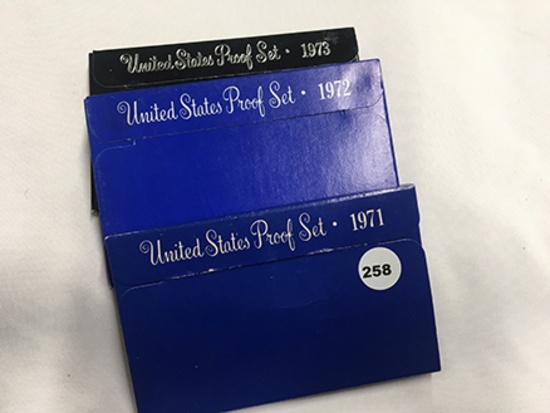 United States Proof Set · 1973
United States Proof Set · 1972
United States Proof Set · 1971
258